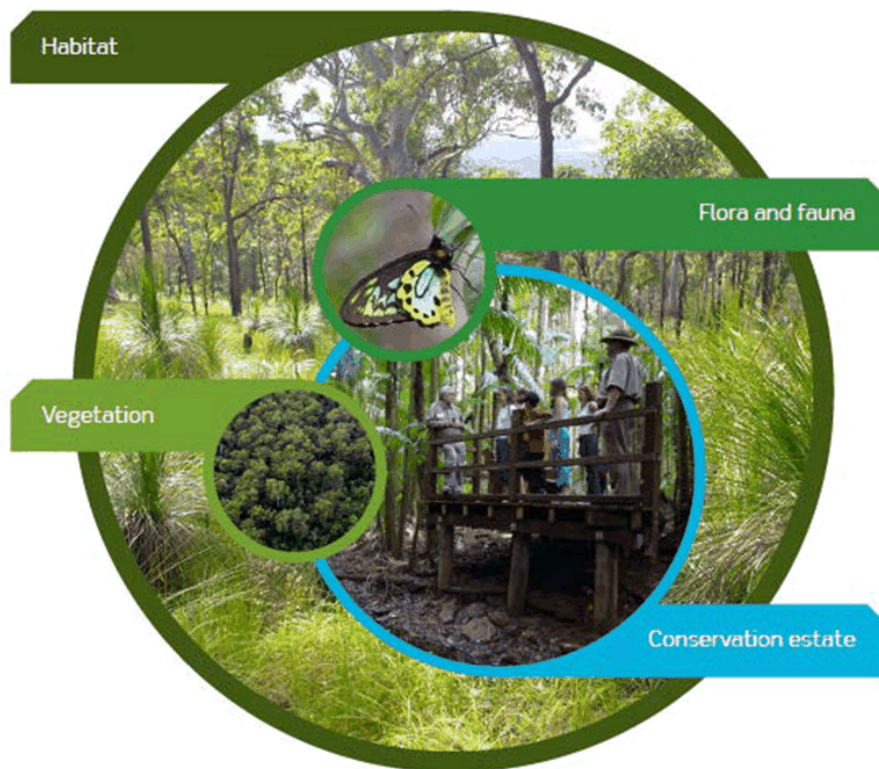 Habitat
Flora and fauna
Vegetation
Conservation estate